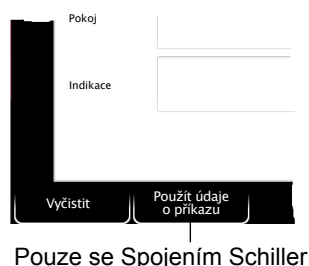 Pokoj
Indikace
Vyčistit
Použít údaje
o příkazu
Pouze se Spojením Schiller